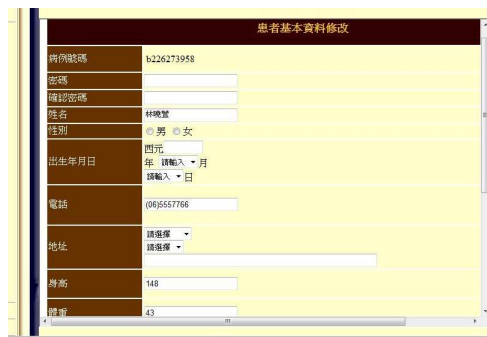 患者基本資料修改
病例號碼 b226273958
密碼
確認密碼
姓名 林曉萱
性別 男 女
西元
出生年月日 年 請輸入 月
請輸入 日
電話 (06)5557766
請選擇
地址 請選擇
身高 148
體重 43